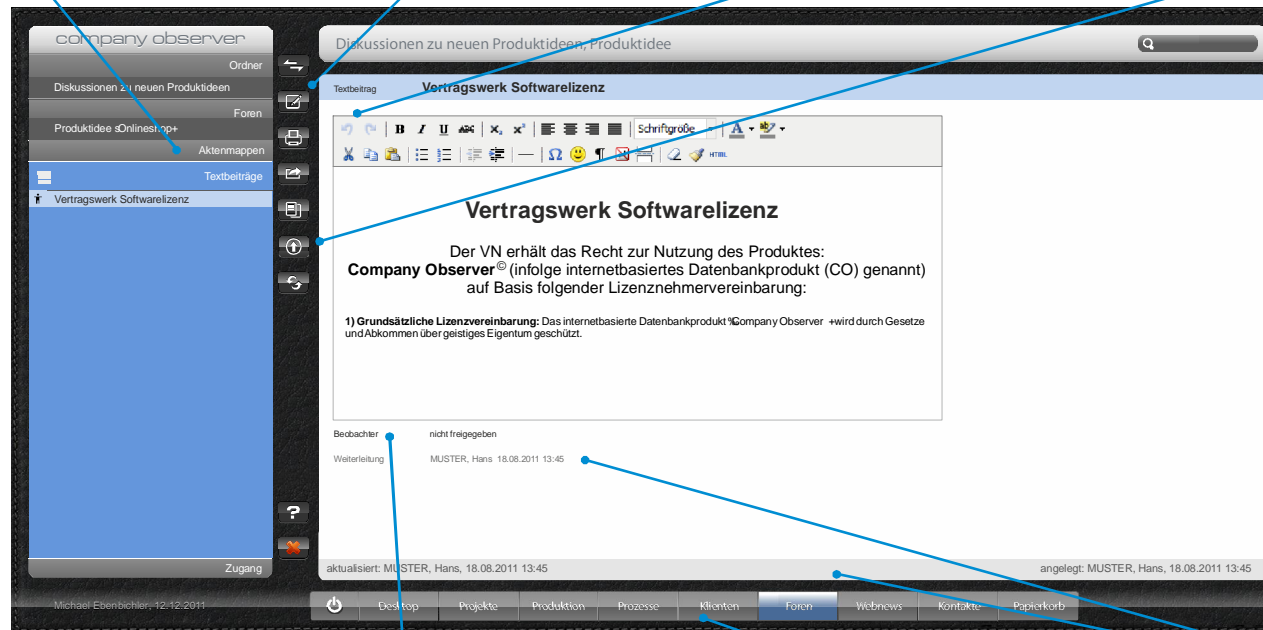 company observer
Ordner
Diskussionen zu neuen Produktideen
Foren
Produktidee sOnlineshop+
Aktenmappen
Textbeiträge
Vertragswerk Softwarelizenz
Zugang
Michael Ebenbichler, 12.12.2011
Diskussionen zu neuen Produktideen, Produktidee
Textbeitrag Vertragswerk Softwarelizenz
B I U ABC X₂ x² Schriftgröße A ab
Ω ¶ HTML
Vertragswerk Softwarelizenz
Der VN erhält das Recht zur Nutzung des Produktes:
Company Observer© (infolge internetbasiertes Datenbankprodukt (CO) genannt)
auf Basis folgender Lizenznehmervereinbarung:
1) Grundsätzliche Lizenzvereinbarung: Das internetbasierte Datenbankprodukt %Company Observer +wird durch Gesetze
und Abkommen über geistiges Eigentum geschützt.
Beobachter nicht freigegeben
Weiterleitung MUSTER, Hans 18.08.2011 13:45
?
aktualisiert: MUSTER, Hans, 18.08.2011 13:45 angelegt: MUSTER, Hans, 18.08.2011 13:45
Desktop Projekte Produktion Prozesse Klienten Foren Webnews Kontakte Papierkorb